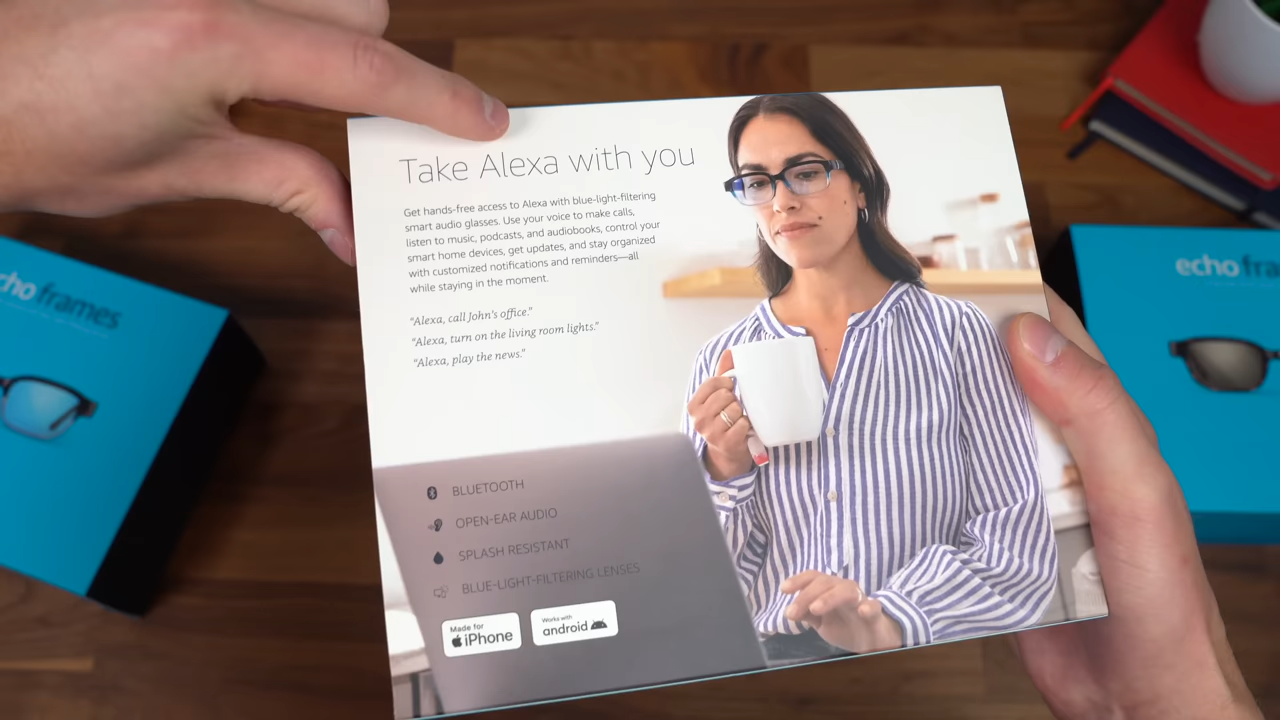 Take Alexa with you
Get hands-free access to Alexa with blue-light-filtering
smart audio glasses. Use your voice to make calls,
listen to music, podcasts, and audiobooks, control your
smart home devices, get updates, and stay organized
with customized notifications and reminders—all
while staying in the moment.
“Alexa, call John's office.”
“Alexa, turn on the living room lights.”
“Alexa, play the news.”
BLUETOOTH
OPEN-EAR AUDIO
SPLASH RESISTANT
BLUE-LIGHT-FILTERING LENSES
Made for
iPhone
Works with
android
cho frames
echo fra